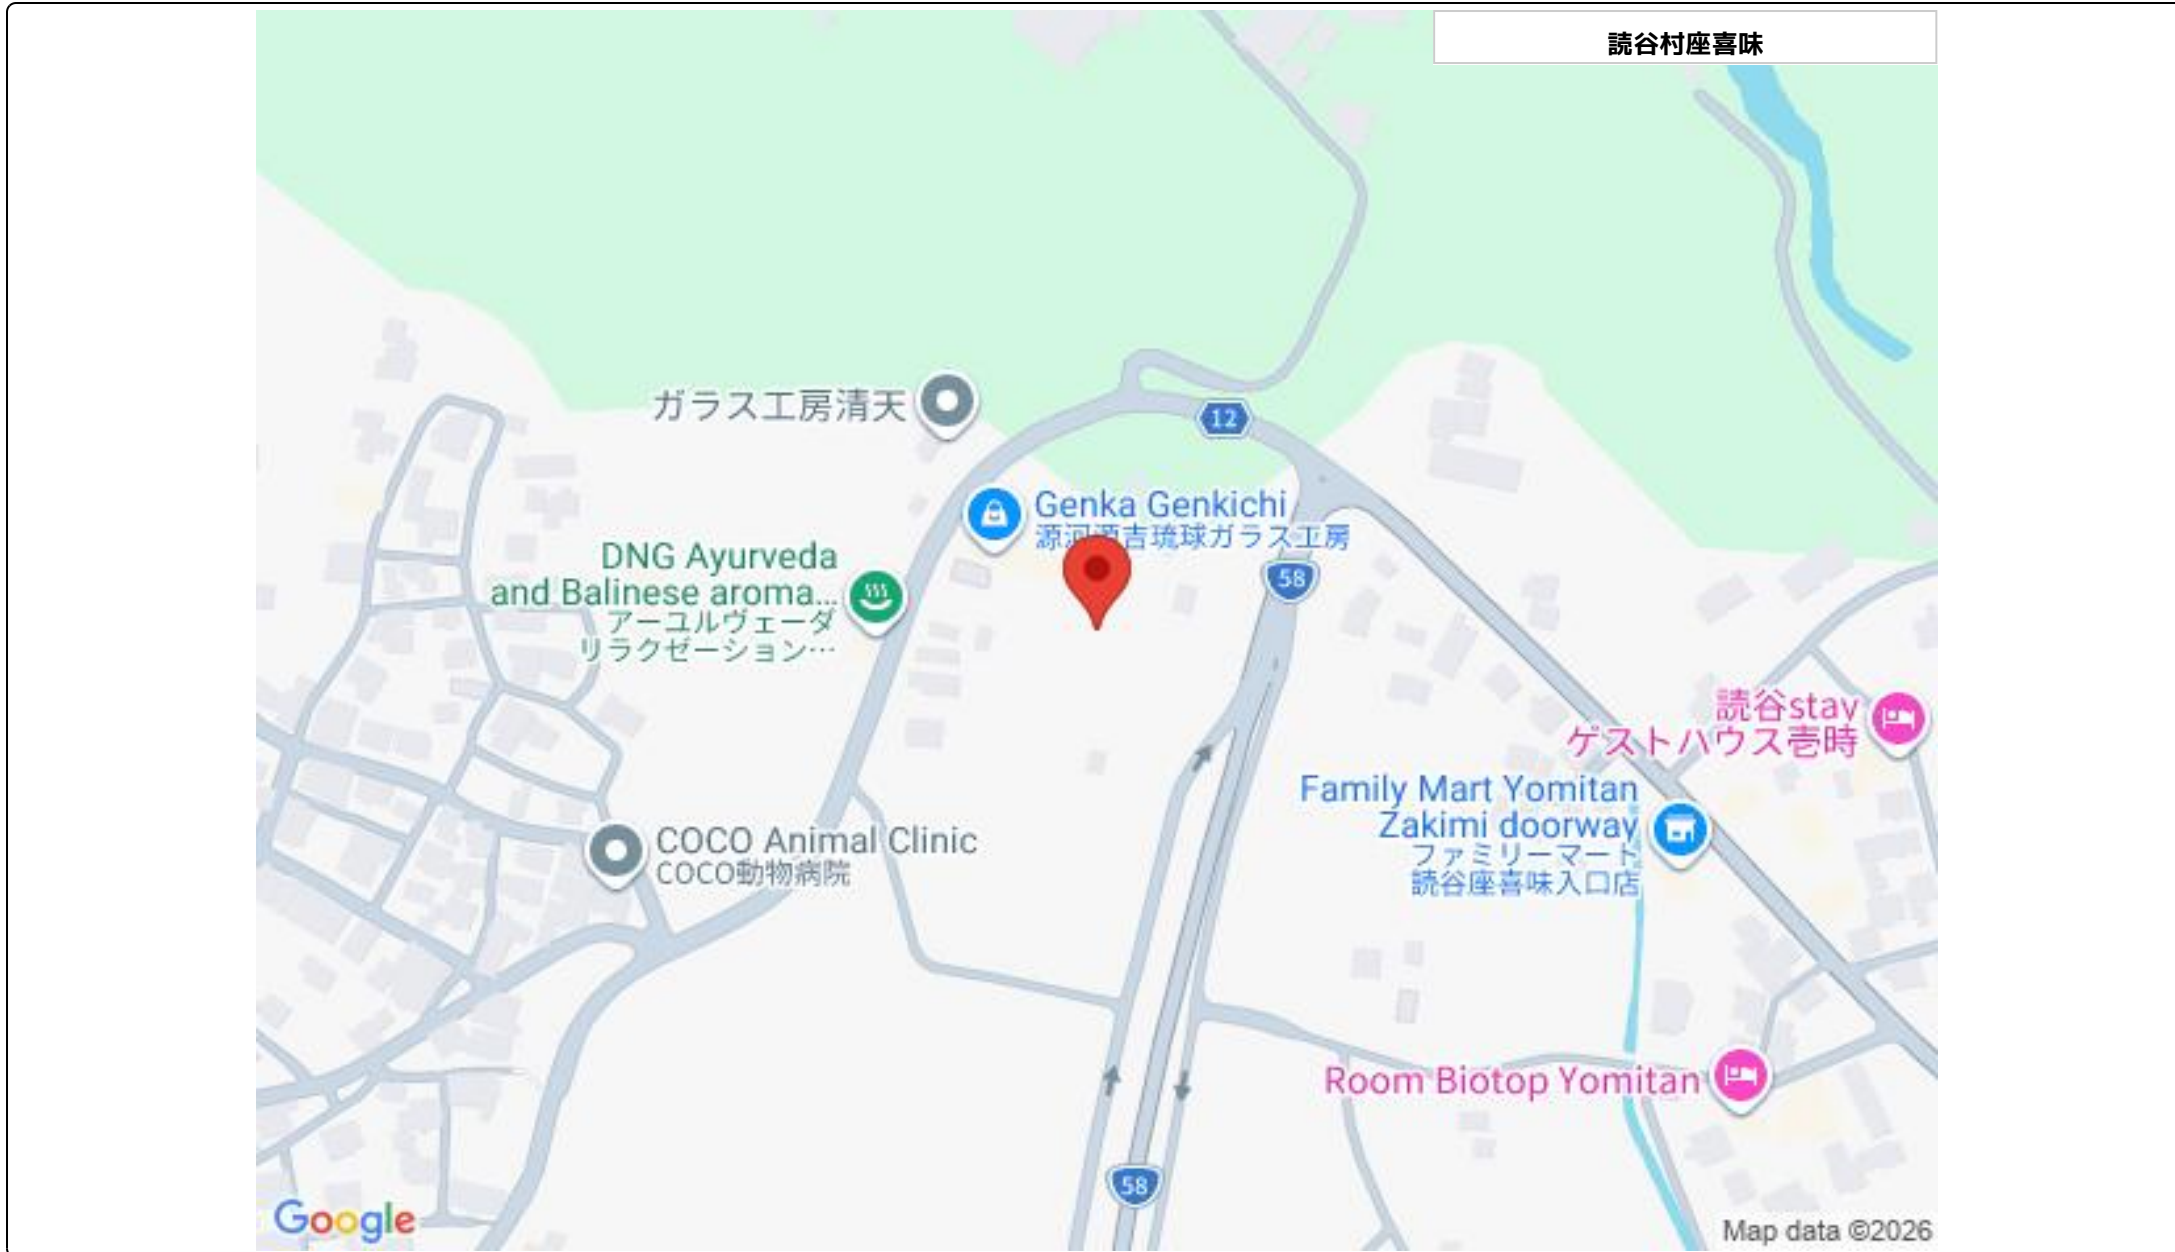 読谷村座喜味
ガラス工房清天
12
Genka Genkichi
源河源吉琉球ガラス工房
DNG Ayurveda
and Balinese aroma...
アーユルヴェーダ
リラクゼーション…
58
読谷stay
ゲストハウス壱時
Family Mart Yomitan
Zakimi doorway
ファミリーマート
読谷座喜味入口店
COCO Animal Clinic
COCO動物病院
Room Biotop Yomitan
58
Google
Map data ©2026